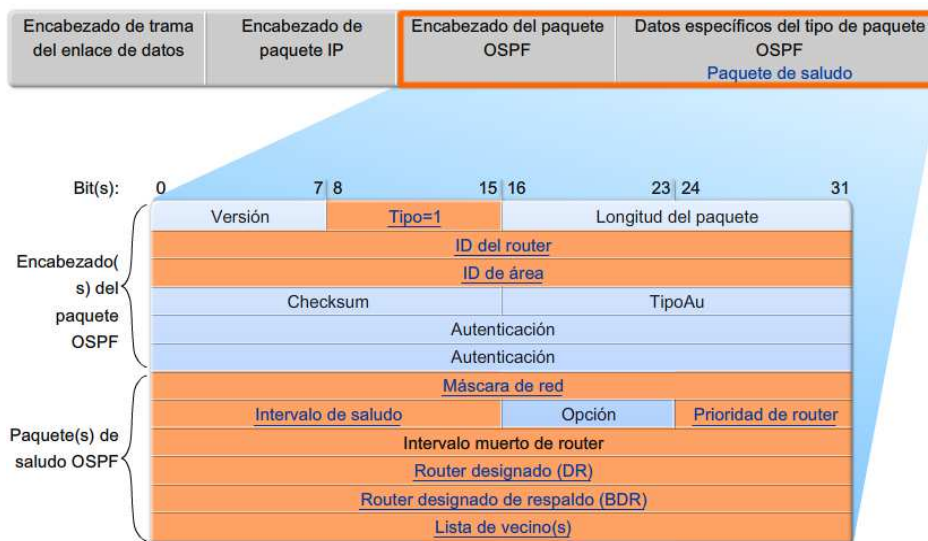 Encabezado de trama
del enlace de datos
Encabezado de
paquete IP
Encabezado del paquete
OSPF
Datos específicos del tipo de paquete
OSPF
Paquete de saludo
Bit(s): 0 7 8 15 16 23 24 31
Encabezado(
s) del
paquete
OSPF
Versión Tipo=1 Longitud del paquete
ID del router
ID de área
Checksum TipoAu
Autenticación
Autenticación
Paquete(s) de
saludo OSPF
Máscara de red
Intervalo de saludo Opción Prioridad de router
Intervalo muerto de router
Router designado (DR)
Router designado de respaldo (BDR)
Lista de vecino(s)